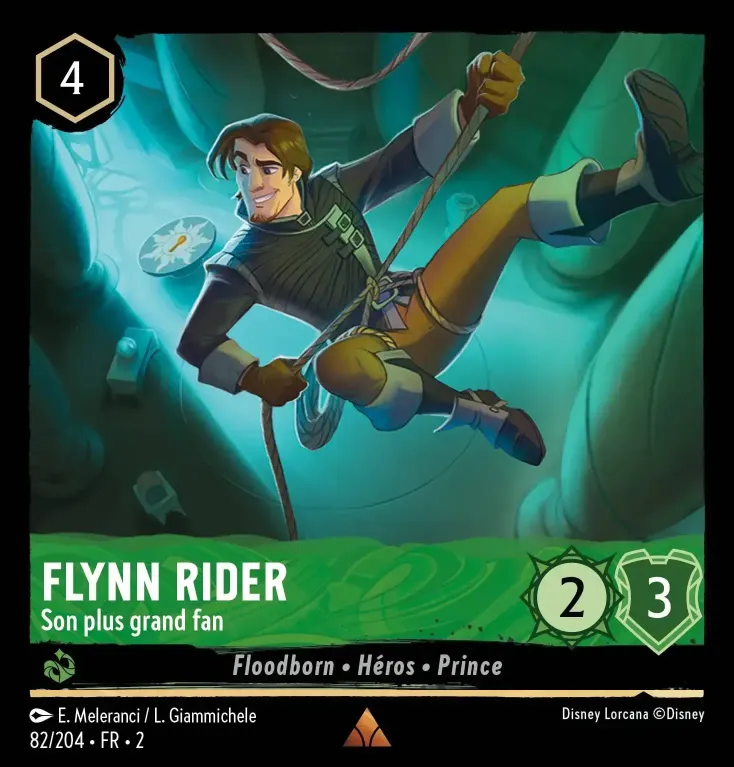 4
FLYNN RIDER
Son plus grand fan
2
3
Floodborn • Héros • Prince
E. Meleranci / L. Giammichele
Disney Lorcana ©Disney
82/204 • FR • 2